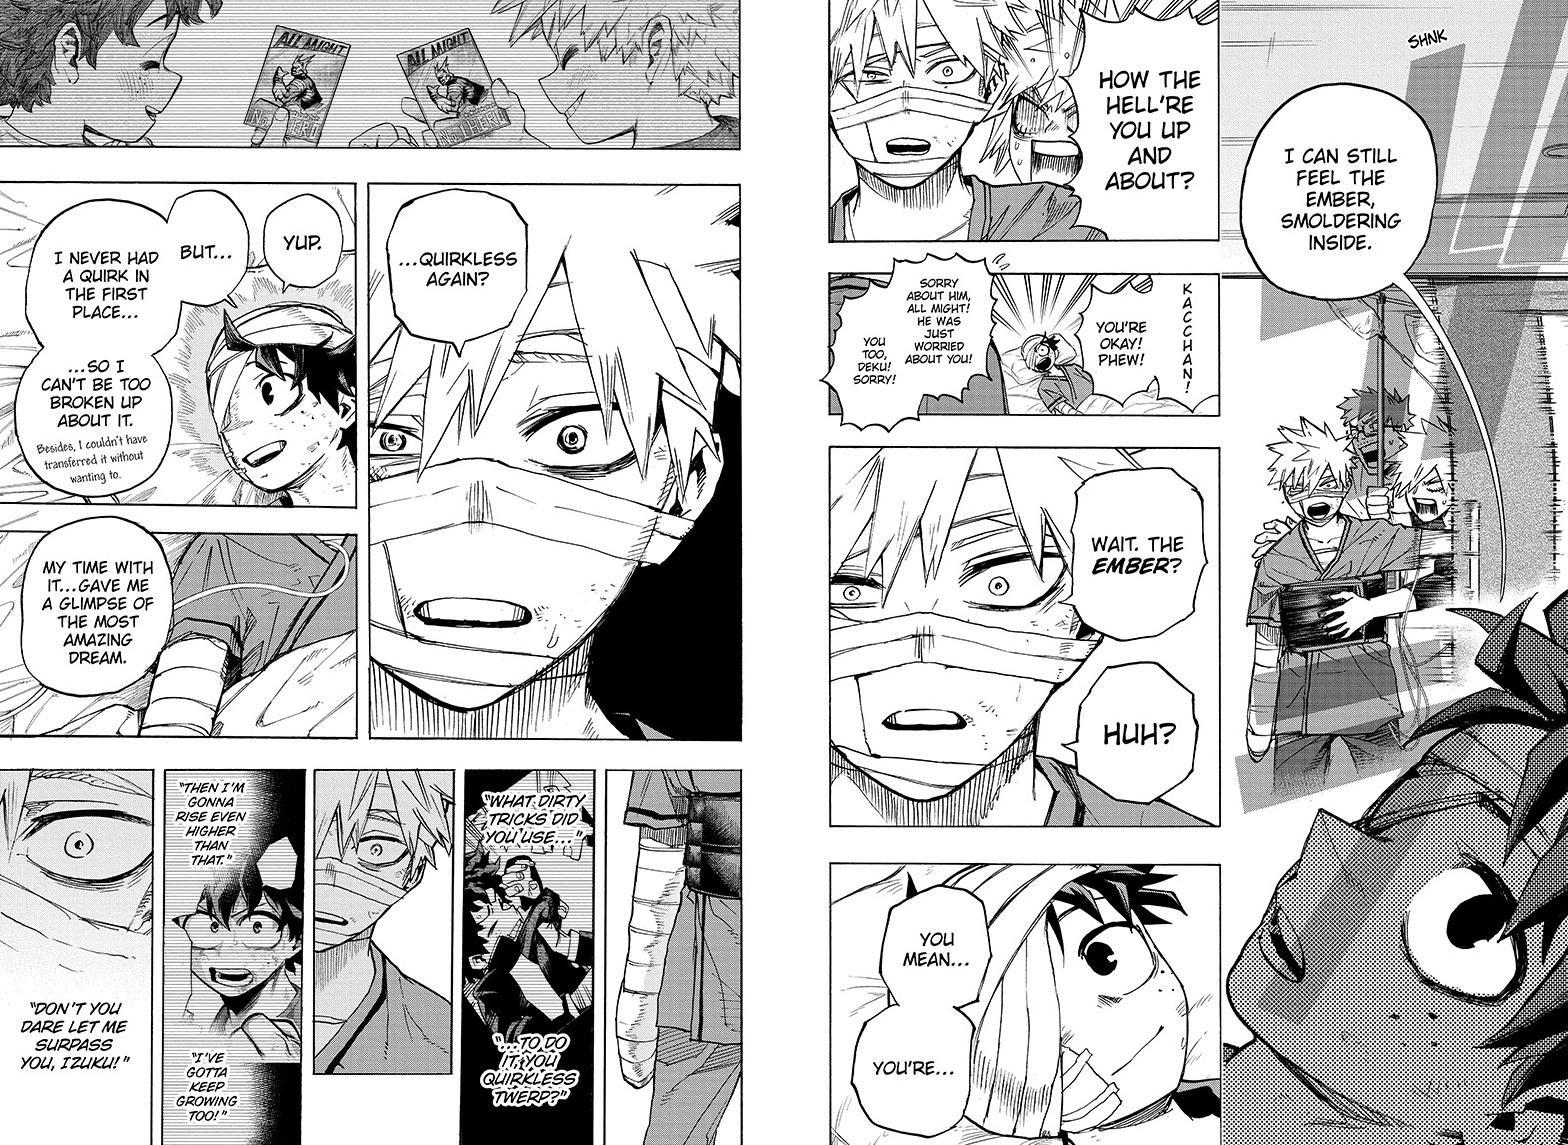 SHNK
I CAN STILL
FEEL THE
EMBER,
SMOLDERING
INSIDE.
HOW THE
HELL'RE
YOU UP
AND
ABOUT?
KACCHAN!
YOU'RE
OKAY!
PHEW!
SORRY
ABOUT HIM,
ALL MIGHT!
HE WAS
JUST
WORRIED
ABOUT YOU!
YOU
TOO,
DEKU!
SORRY!
WAIT. THE
EMBER?
HUH?
YOU
MEAN...
YOU'RE...
ALL MIGHT
ALL MIGHT
...QUIRKLESS
AGAIN?
YUP.
BUT...
I NEVER HAD
A QUIRK IN
THE FIRST
PLACE...
...SO I
CAN'T BE TOO
BROKEN UP
ABOUT IT.
Besides, I couldn't have
transferred it without
wanting to.
MY TIME WITH
IT...GAVE ME
A GLIMPSE OF
THE MOST
AMAZING
DREAM.
"WHAT DIRTY
TRICKS DID
YOU USE..."
"...TO DO
IT, YOU
QUIRKLESS
TWERP?"
"THEN I'M
GONNA
RISE EVEN
HIGHER
THAN
THAT."
"I'VE
GOTTA
KEEP
GROWING
TOO!"
"DON'T YOU
DARE LET ME
SURPASS
YOU, IZUKU!"